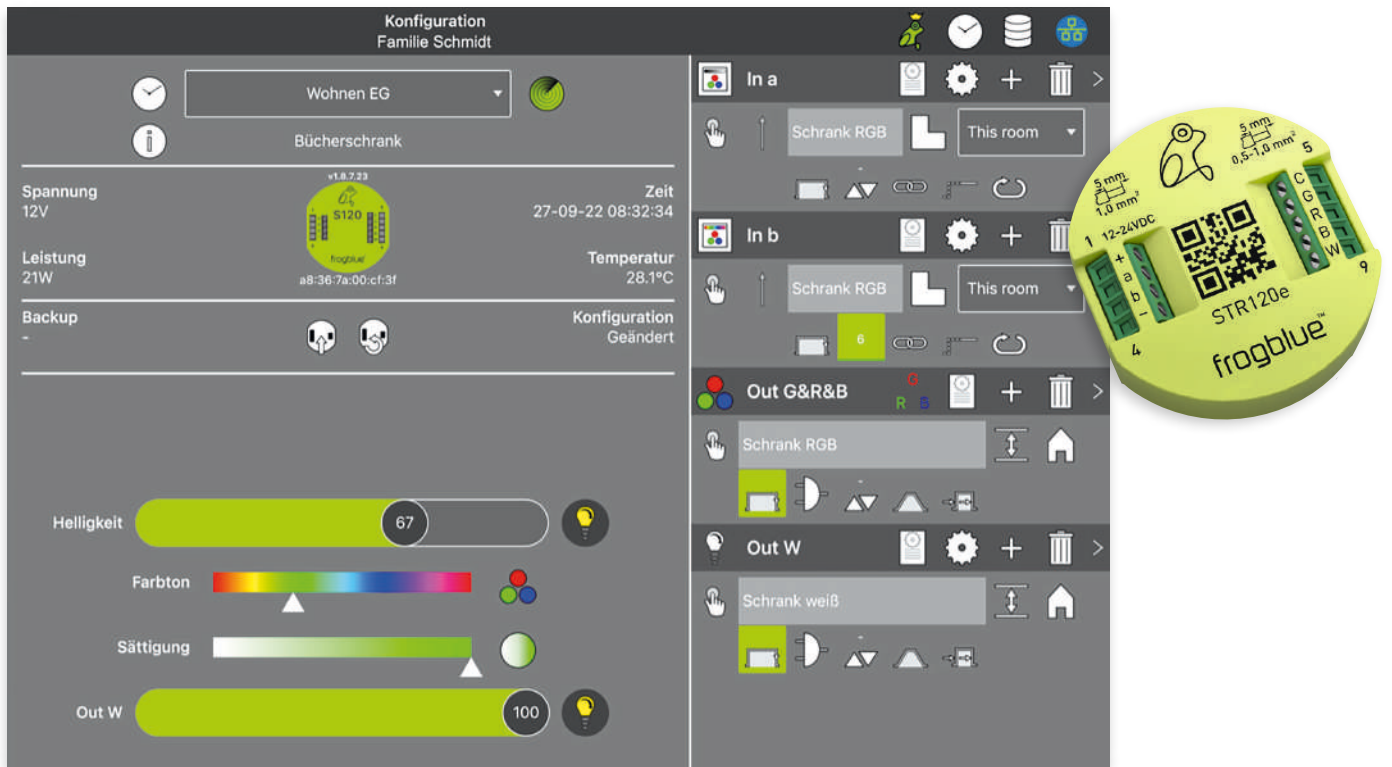 Konfiguration
Familie Schmidt
Wohnen EG
Bücherschrank
Spannung
12V
v1.8.7.23
S120
frogblue
a8:36:7a:00:cf:3f
Zeit
27-09-22 08:32:34
Leistung
21W
Temperatur
28.1°C
Backup
-
Konfiguration
Geändert
Helligkeit
67
Farbton
Sättigung
Out W
100
In a
Schrank RGB
This room
In b
Schrank RGB
This room
6
Out G&R&B
G
R B
Schrank RGB
Out W
Schrank weiß
5 mm
1,0 mm²
5 mm
0,5-1,0 mm²
1 12-24VDC
+
a
b
-
4
5
C
G
R
B
W
9
STR120e
frogblue™